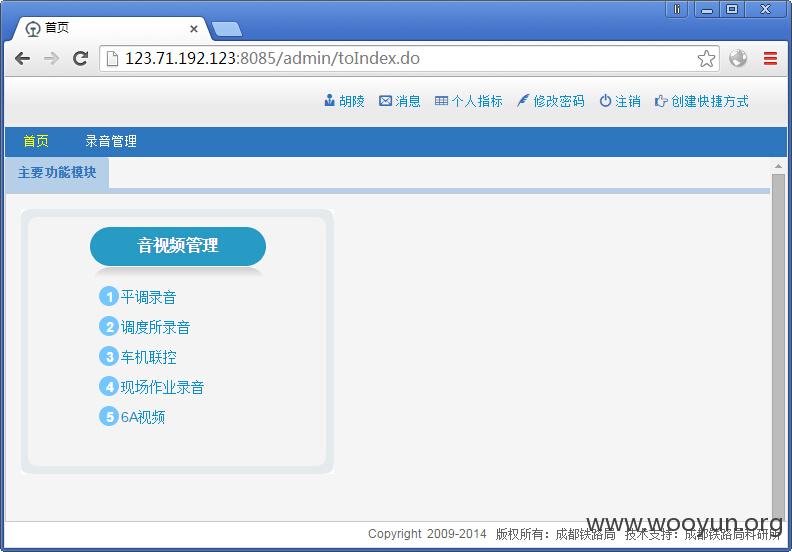 li
首页
123.71.192.123:8085/admin/toIndex.do
胡陵 消息 个人指标 修改密码 注销 创建快捷方式
首页 录音管理
主要功能模块
音视频管理
1 平调录音
2 调度所录音
3 车机联控
4 现场作业录音
5 6A视频
www.wooyun.org
Copyright 2009-2014 版权所有：成都铁路局 技术支持：成都铁路局科研所